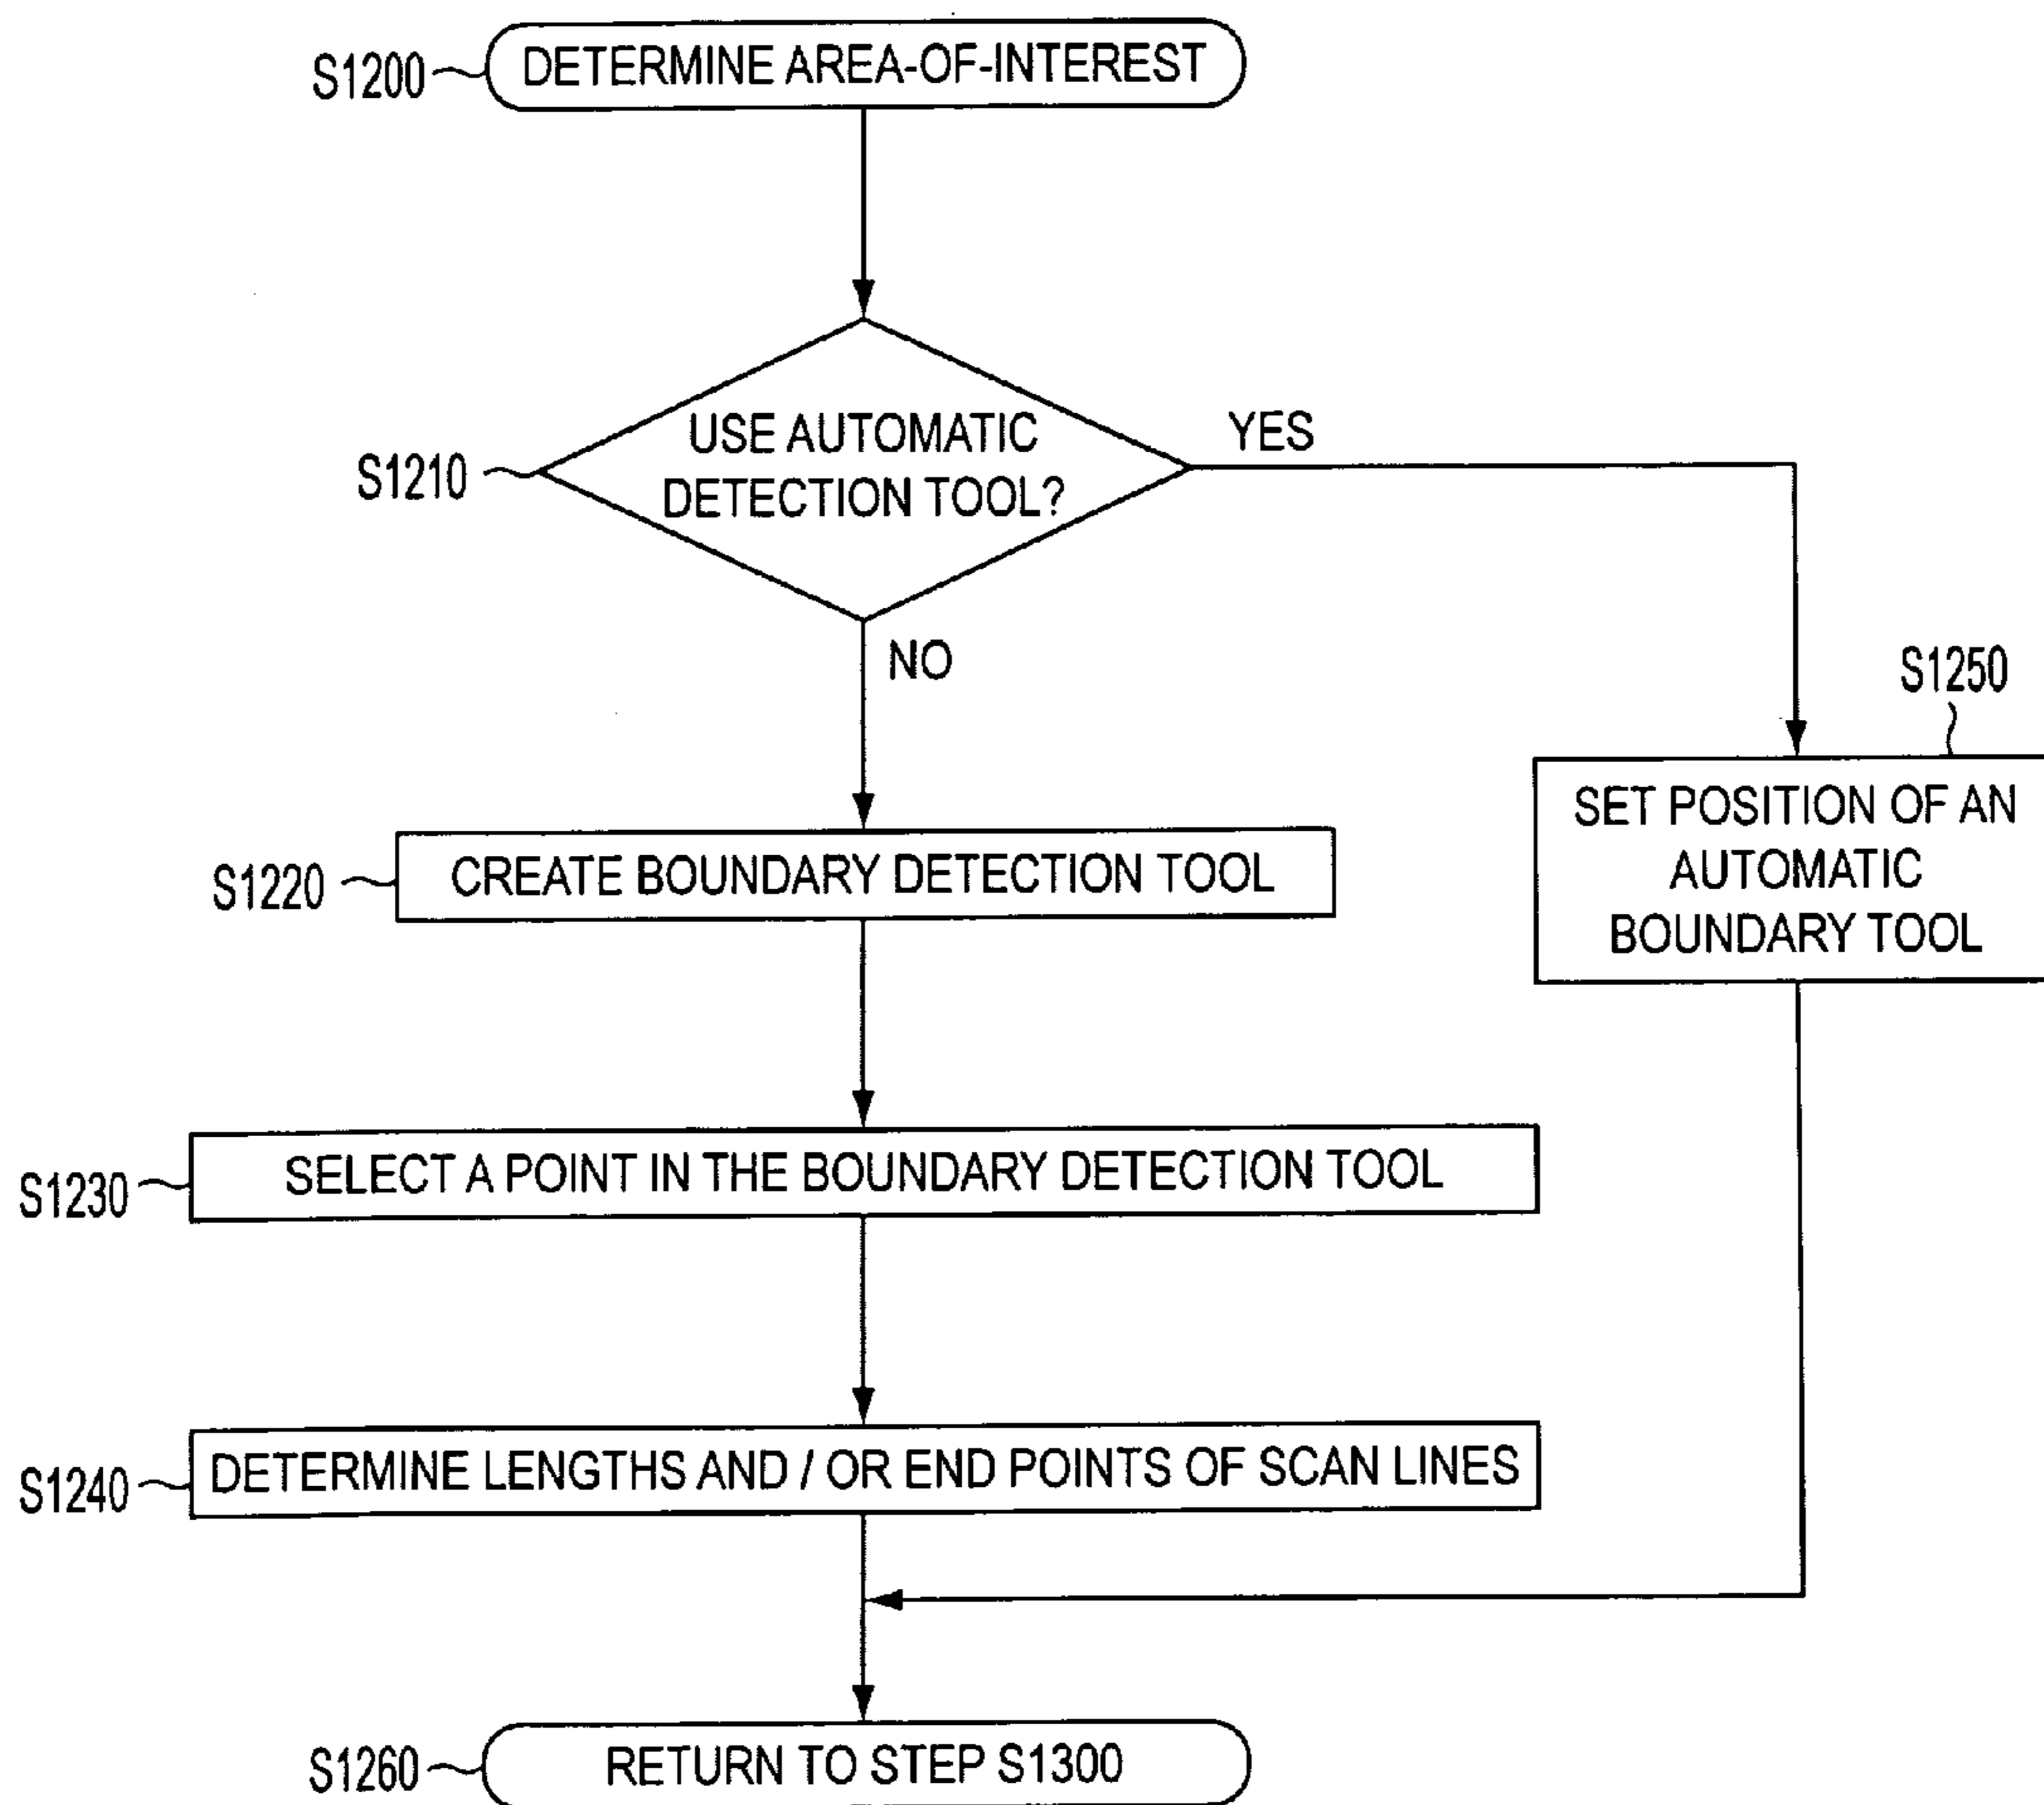 S1200
DETERMINE AREA-OF-INTEREST
S1210
USE AUTOMATIC
DETECTION TOOL?
YES
NO
S1250
SET POSITION OF AN
AUTOMATIC
BOUNDARY TOOL
S1220
CREATE BOUNDARY DETECTION TOOL
S1230
SELECT A POINT IN THE BOUNDARY DETECTION TOOL
S1240
DETERMINE LENGTHS AND / OR END POINTS OF SCAN LINES
S1260
RETURN TO STEP S1300